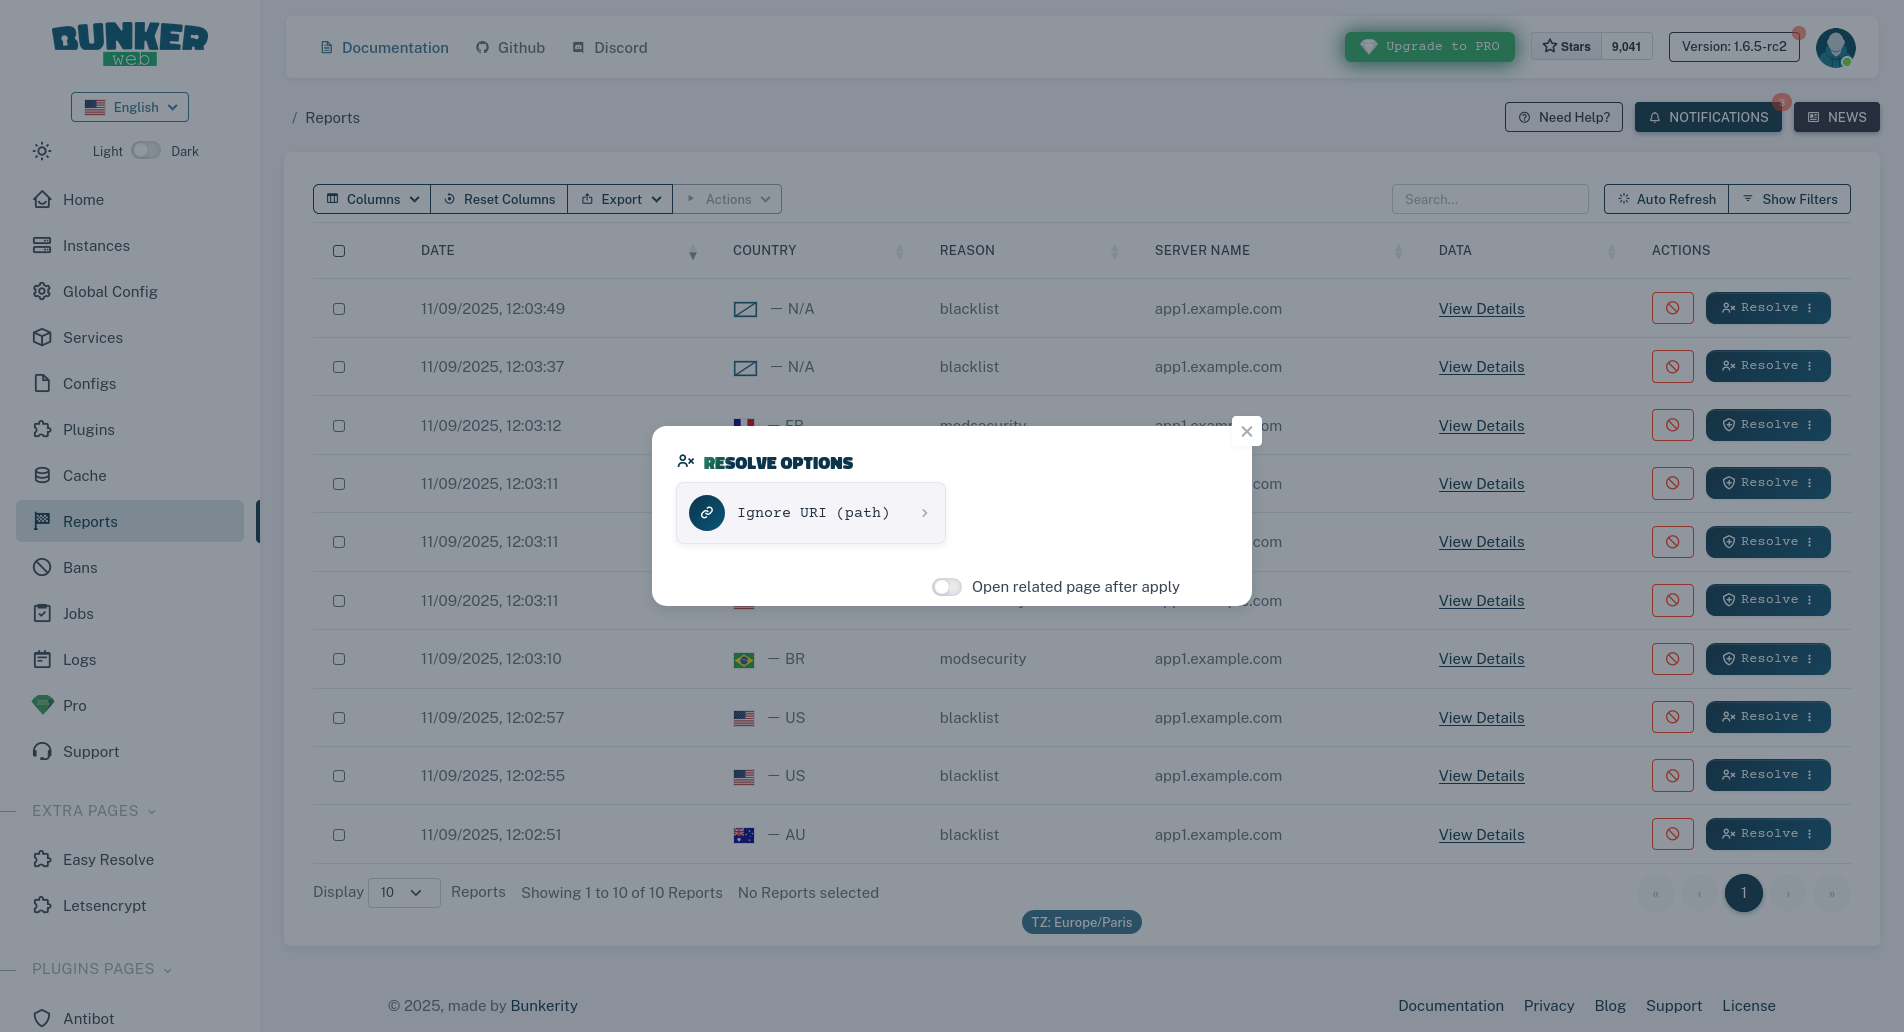 BUNKER
web
Documentation Github Discord
Upgrade to PRO
Stars 9,041
Version: 1.6.5-rc2
English
Light Dark
/ Reports
Need Help?
NOTIFICATIONS
NEWS
Home
Instances
Global Config
Services
Configs
Plugins
Cache
Reports
Bans
Jobs
Logs
Pro
Support
EXTRA PAGES
Easy Resolve
Letsencrypt
PLUGINS PAGES
Antibot
Columns Reset Columns Export Actions
Search...
Auto Refresh Show Filters
DATE COUNTRY REASON SERVER NAME DATA ACTIONS
11/09/2025, 12:03:49 — N/A blacklist app1.example.com View Details Resolve
11/09/2025, 12:03:37 — N/A blacklist app1.example.com View Details Resolve
11/09/2025, 12:03:12 — FR modsecurity app1.example.com View Details Resolve
11/09/2025, 12:03:11 com View Details Resolve
11/09/2025, 12:03:11 com View Details Resolve
11/09/2025, 12:03:11 com View Details Resolve
11/09/2025, 12:03:10 — BR modsecurity app1.example.com View Details Resolve
11/09/2025, 12:02:57 — US blacklist app1.example.com View Details Resolve
11/09/2025, 12:02:55 — US blacklist app1.example.com View Details Resolve
11/09/2025, 12:02:51 — AU blacklist app1.example.com View Details Resolve
RESOLVE OPTIONS
Ignore URI (path)
Open related page after apply
Display 10 Reports Showing 1 to 10 of 10 Reports No Reports selected
« ‹ 1 › »
TZ: Europe/Paris
© 2025, made by Bunkerity
Documentation Privacy Blog Support License